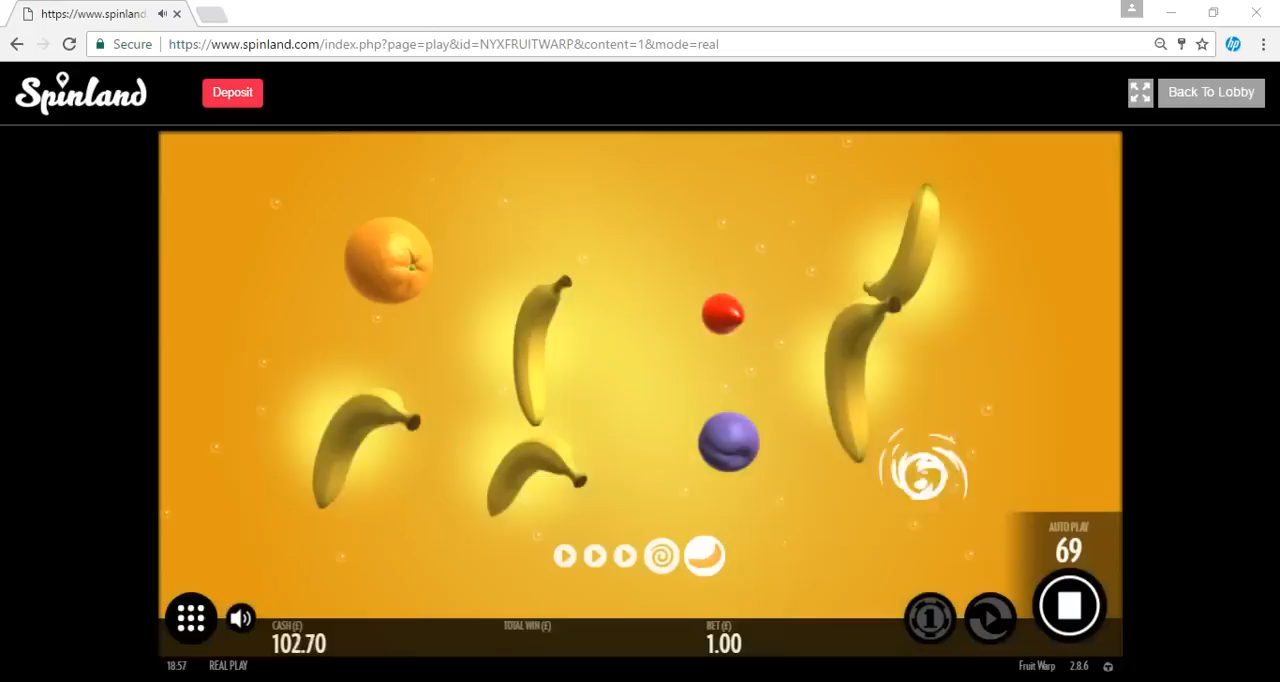 https://www.spinland.
Secure
https://www.spinland.com/index.php?page=play&id=NYXFRUITWARP&content=1&mode=real
hp
Spinland
Deposit
Back To Lobby
AUTO PLAY
69
1
CASH (£)
102.70
TOTAL WIN (£)
BET (£)
1.00
18:57
REAL PLAY
Fruit Warp
2.8.6